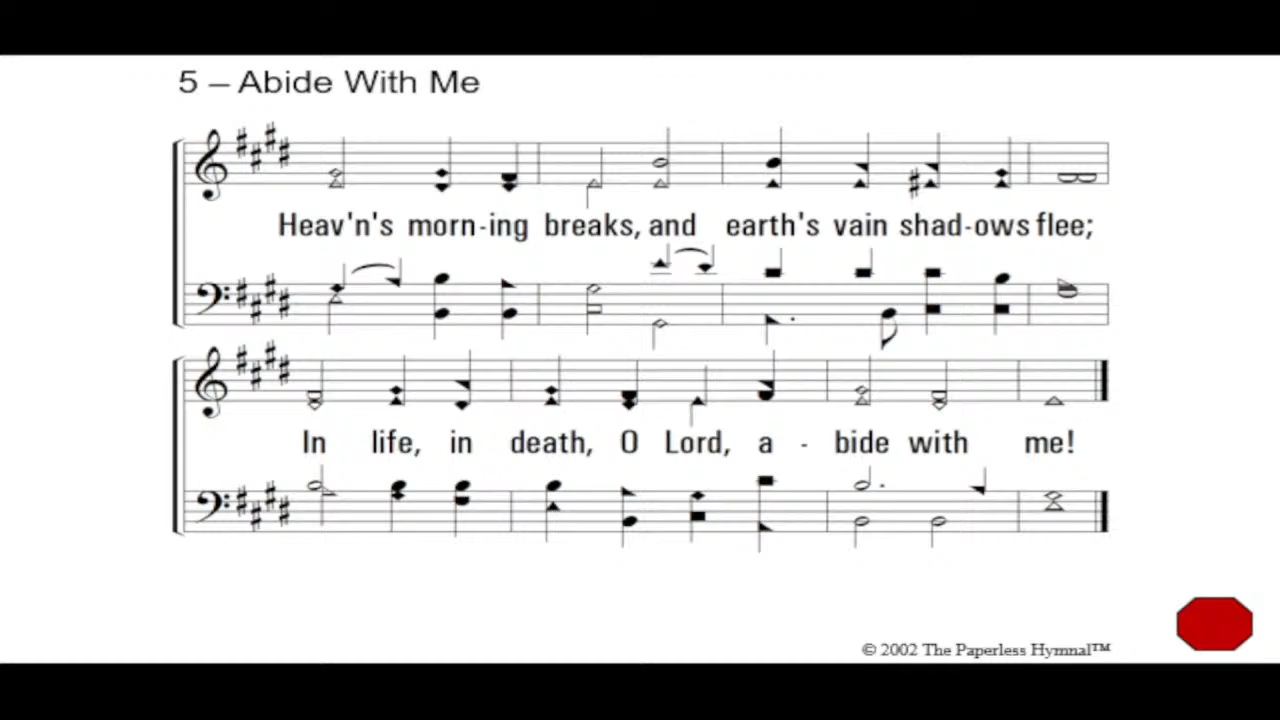 5 – Abide With Me
Heav'n's morn-ing breaks, and earth's vain shad-ows flee;
In life, in death, O Lord, a - bide with me!
© 2002 The Paperless Hymnal™